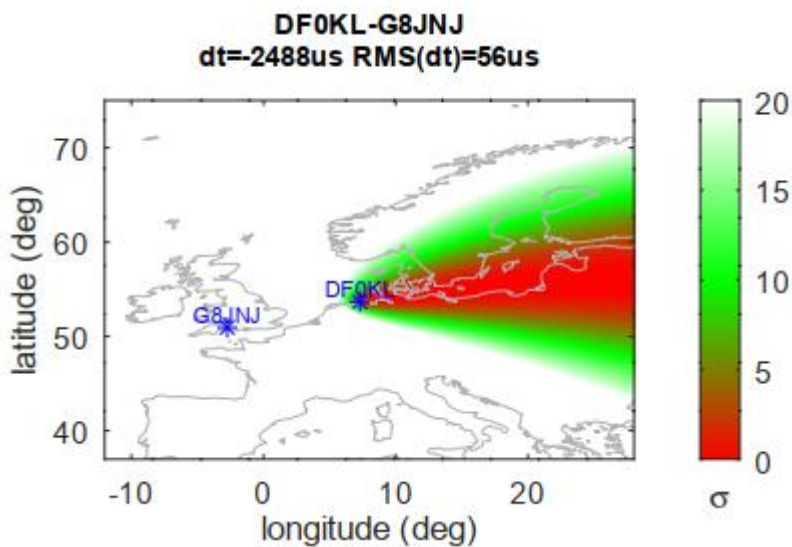 DF0KL-G8JNJ
dt=-2488us RMS(dt)=56us
latitude (deg)
70
60
50
40
DF0KL
G8JNJ
-10
0
10
20
longitude (deg)
20
15
10
5
0
σ